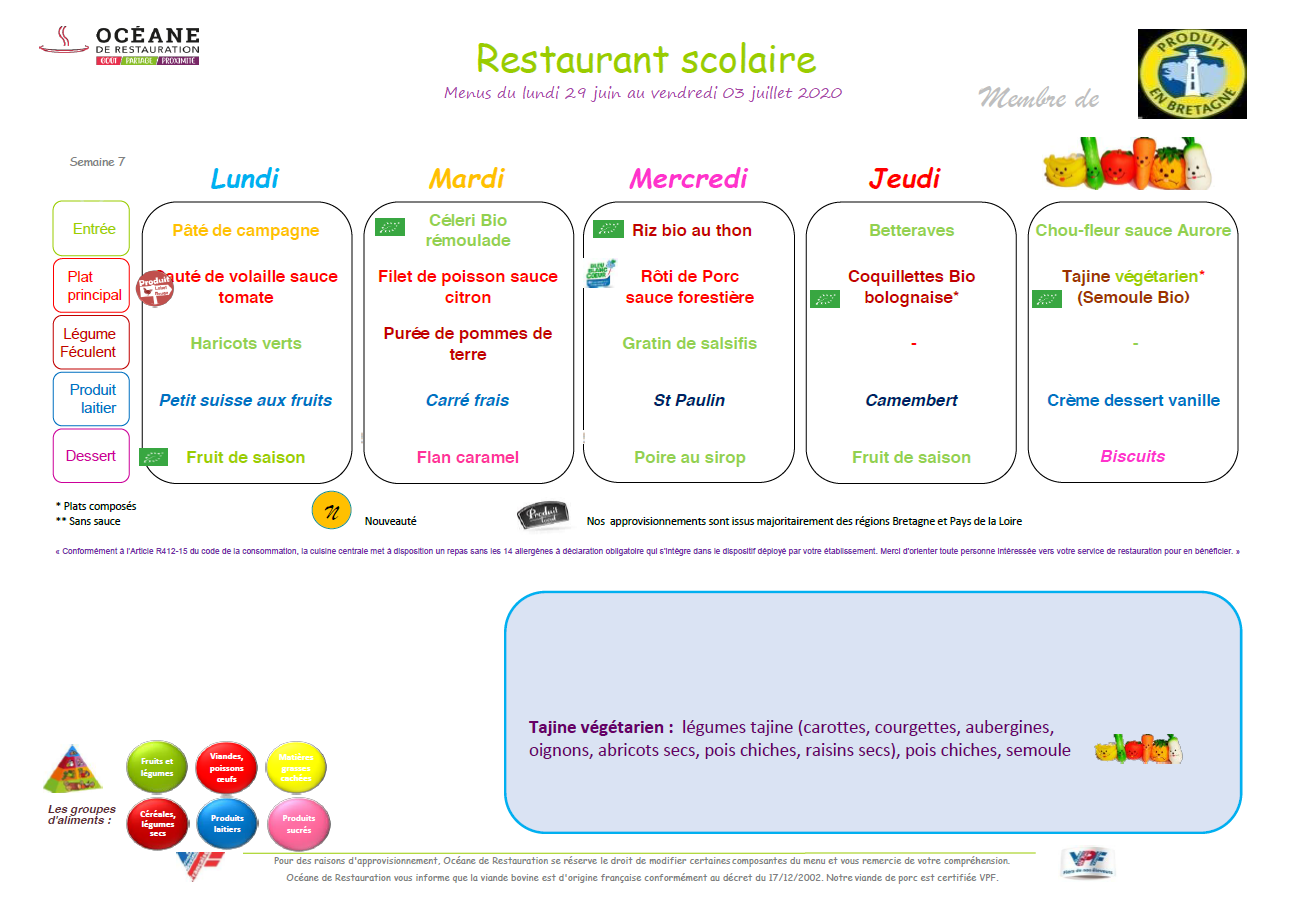 OCÉANE
DE RESTAURATION
GOÛT / PARTAGE / PROXIMITÉ
Restaurant scolaire
Menus du lundi 29 juin au vendredi 03 juillet 2020
Membre de
PRODUIT
EN BRETAGNE
Semaine 7
Lundi
Mardi
Mercredi
Jeudi
Entrée
Pâté de campagne
Céleri Bio
rémoulade
Riz bio au thon
Betteraves
Chou-fleur sauce Aurore
Plat
principal
Produit
Label
Rouge
auté de volaille sauce
tomate
Filet de poisson sauce
citron
BLEU
BLANC
COEUR
Rôti de Porc
sauce forestière
Coquillettes Bio
bolognaise*
Tajine végétarien*
(Semoule Bio)
Légume
Féculent
Haricots verts
Purée de pommes de
terre
Gratin de salsifis
-
-
Produit
laitier
Petit suisse aux fruits
Carré frais
St Paulin
Camembert
Crème dessert vanille
Dessert
Fruit de saison
Flan caramel
Poire au sirop
Fruit de saison
Biscuits
* Plats composés
** Sans sauce
N
Nouveauté
Produit
local
Nos approvisionnements sont issus majoritairement des régions Bretagne et Pays de la Loire
« Conformément à l'Article R412-15 du code de la consommation, la cuisine centrale met à disposition un repas sans les 14 allergènes à déclaration obligatoire qui s'intègre dans le dispositif déployé par votre établissement. Merci d'orienter toute personne intéressée vers votre service de restauration pour en bénéficier. »
Tajine végétarien : légumes tajine (carottes, courgettes, aubergines,
oignons, abricots secs, pois chiches, raisins secs), pois chiches, semoule
Les groupes
d'aliments :
Fruits et
légumes
Viandes,
poissons
œufs
Matières
grasses
cachées
Céréales,
légumes
secs
Produits
laitiers
Produits
sucrés
Pour des raisons d'approvisionnement, Océane de Restauration se réserve le droit de modifier certaines composantes du menu et vous remercie de votre compréhension.
Océane de Restauration vous informe que la viande bovine est d'origine française conformément au décret du 17/12/2002. Notre viande de porc est certifiée VPF.
VF
VPF